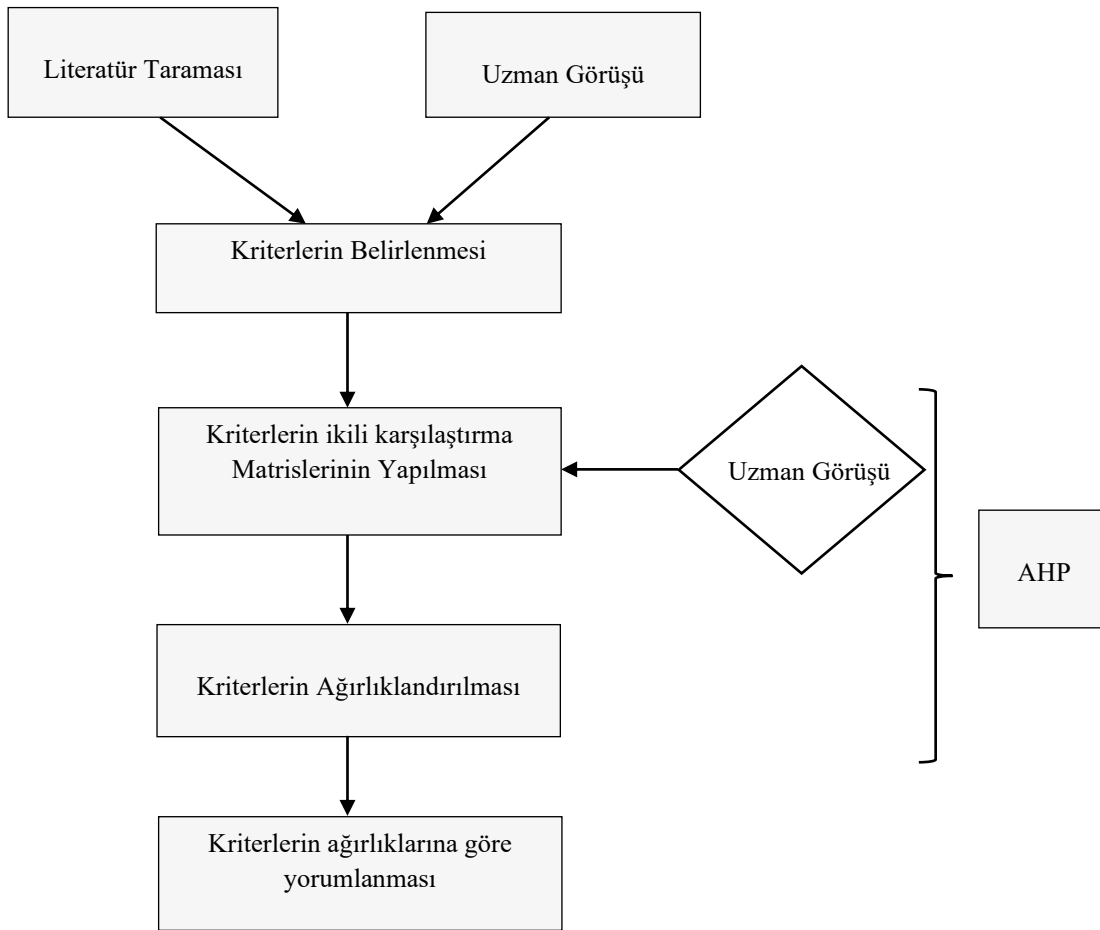 Literatür Taraması
Uzman Görüşü
Kriterlerin Belirlenmesi
Kriterlerin ikili karşılaştırma
Matrislerinin Yapılması
Uzman Görüşü
AHP
Kriterlerin Ağırlıklandırılması
Kriterlerin ağırlıklarına göre
yorumlanması